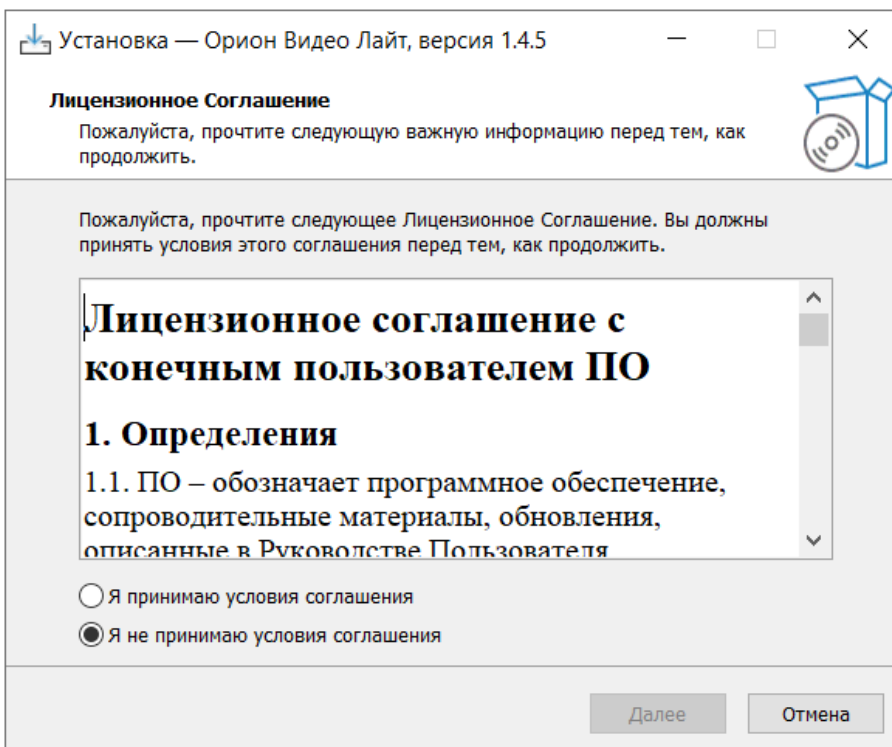 Установка — Орион Видео Лайт, версия 1.4.5
Лицензионное Соглашение
Пожалуйста, прочтите следующую важную информацию перед тем, как
продолжить.
Пожалуйста, прочтите следующее Лицензионное Соглашение. Вы должны
принять условия этого соглашения перед тем, как продолжить.
Лицензионное соглашение с
конечным пользователем ПО
1. Определения
1.1. ПО – обозначает программное обеспечение,
сопроводительные материалы, обновления,
описанные в Руководстве Пользователя
Я принимаю условия соглашения
Я не принимаю условия соглашения
Далее
Отмена